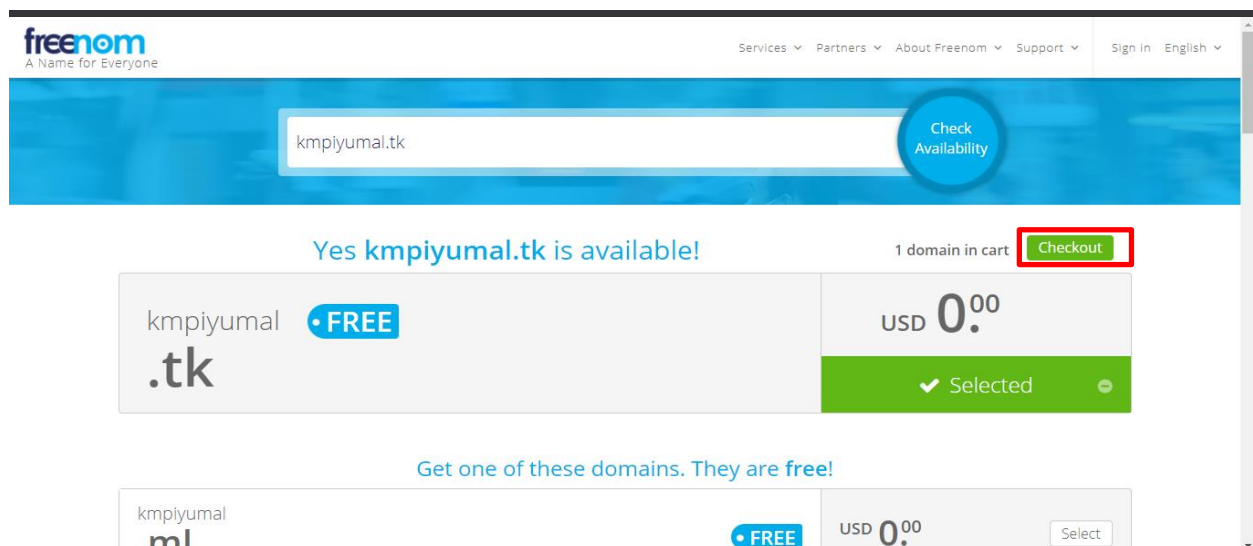 freenom
A Name for Everyone
Services Partners About Freenom Support Sign in English
kmpiyumal.tk
Check
Availability
Yes kmpiyumal.tk is available!
1 domain in cart Checkout
kmpiyumal • FREE
.tk
USD 0.00
Selected
Get one of these domains. They are free!
kmpiyumal
.ml
• FREE
USD 0.00
Select